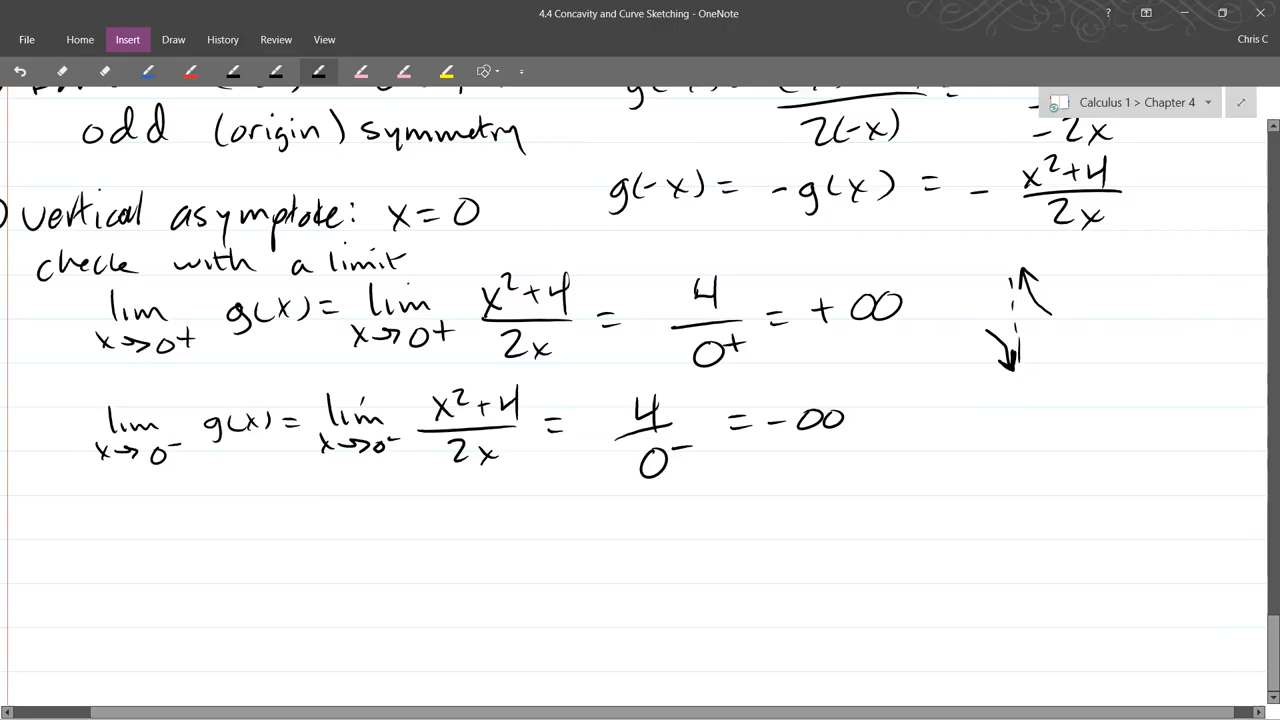 4.4 Concavity and Curve Sketching - OneNote
File Home Insert Draw History Review View
Chris C
Calculus 1 > Chapter 4
odd (origin) symmetry
2(-x)
- 2x
g(-x) = -g(x) = - x²+4 / 2x
vertical asymptote: x = 0
check with a limit
lim x→0+ g(x) = lim x→0+ x²+4 / 2x = 4 / 0+ = + ∞
lim x→0- g(x) = lim x→0- x²+4 / 2x = 4 / 0- = - ∞